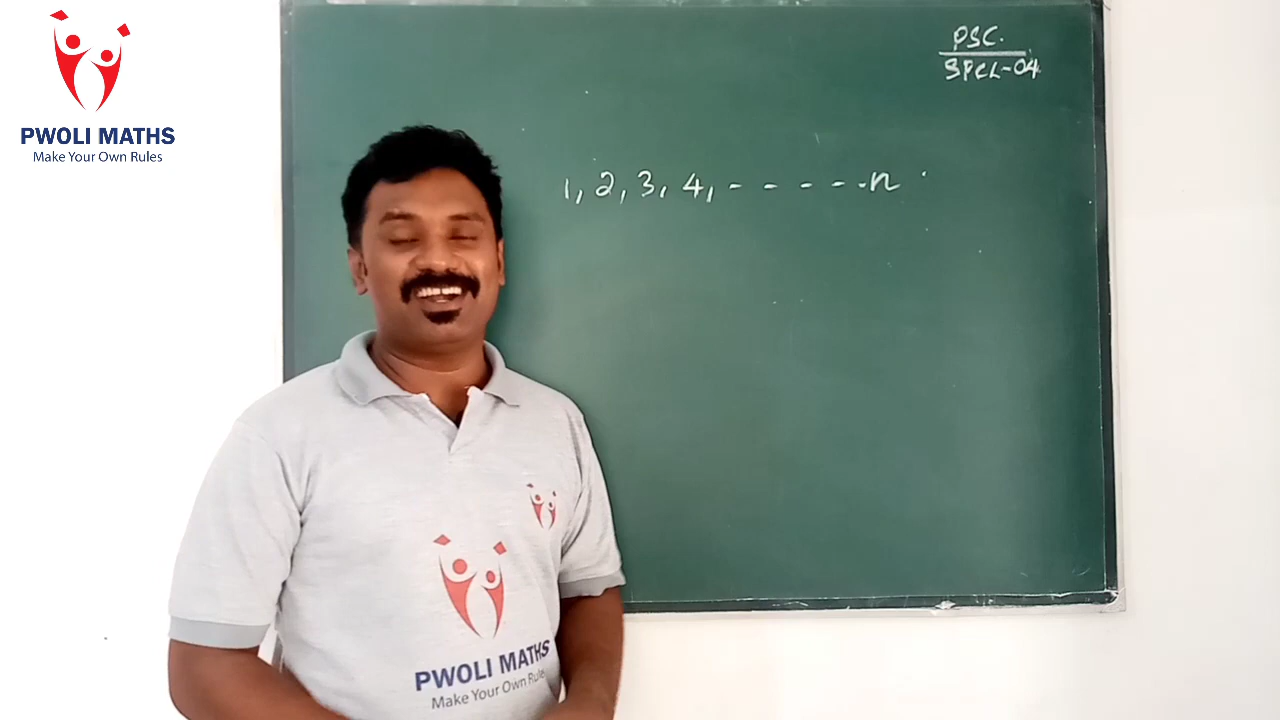 PWOLI MATHS
Make Your Own Rules
PSC.
SPCL-04
1, 2, 3, 4, - - - - - n
PWOLI MATHS
Make Your Own Rules